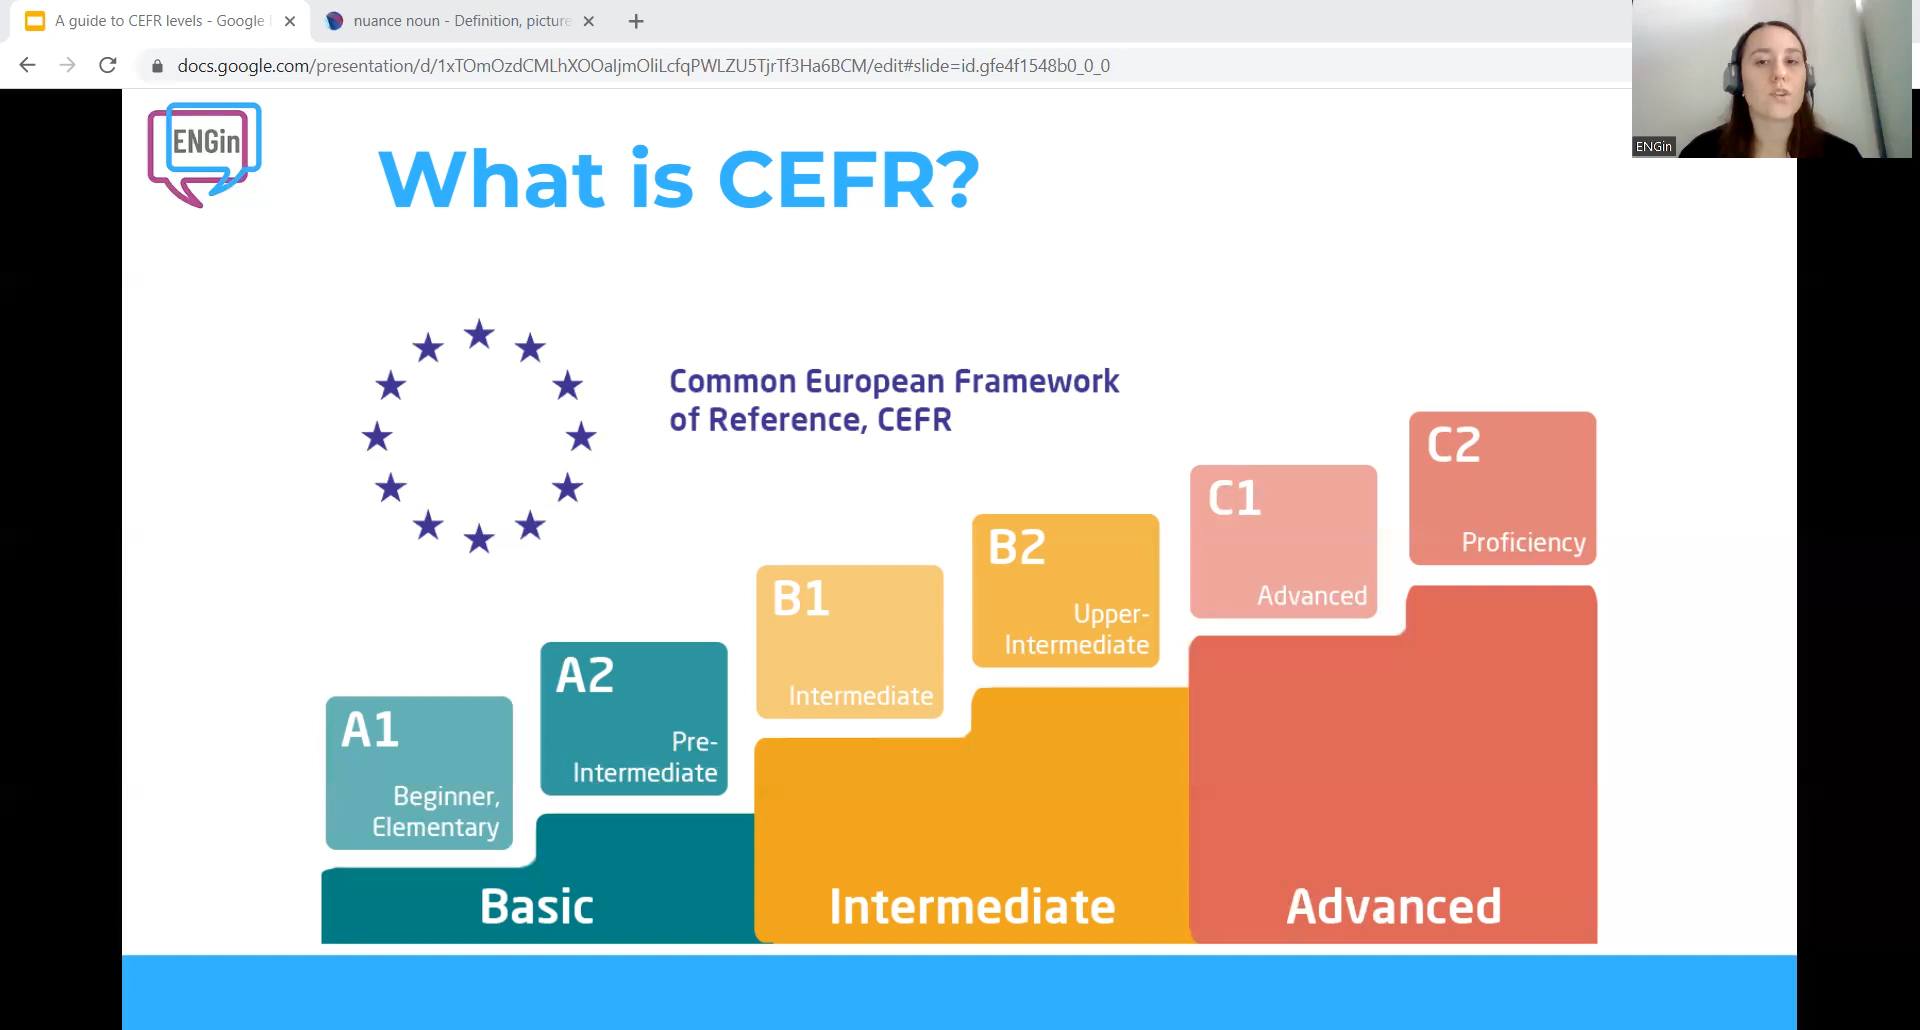 A guide to CEFR levels - Google
nuance noun - Definition, picture
docs.google.com/presentation/d/1xTOmOzdCMLhXOOaljmOliLcfqPWLZU5TjrTf3Ha6BCM/edit#slide=id.gfe4f1548b0_0_0
ENGin
ENGin
What is CEFR?
Common European Framework
of Reference, CEFR
A1
Beginner,
Elementary
A2
Pre-
Intermediate
B1
Intermediate
B2
Upper-
Intermediate
C1
Advanced
C2
Proficiency
Basic
Intermediate
Advanced